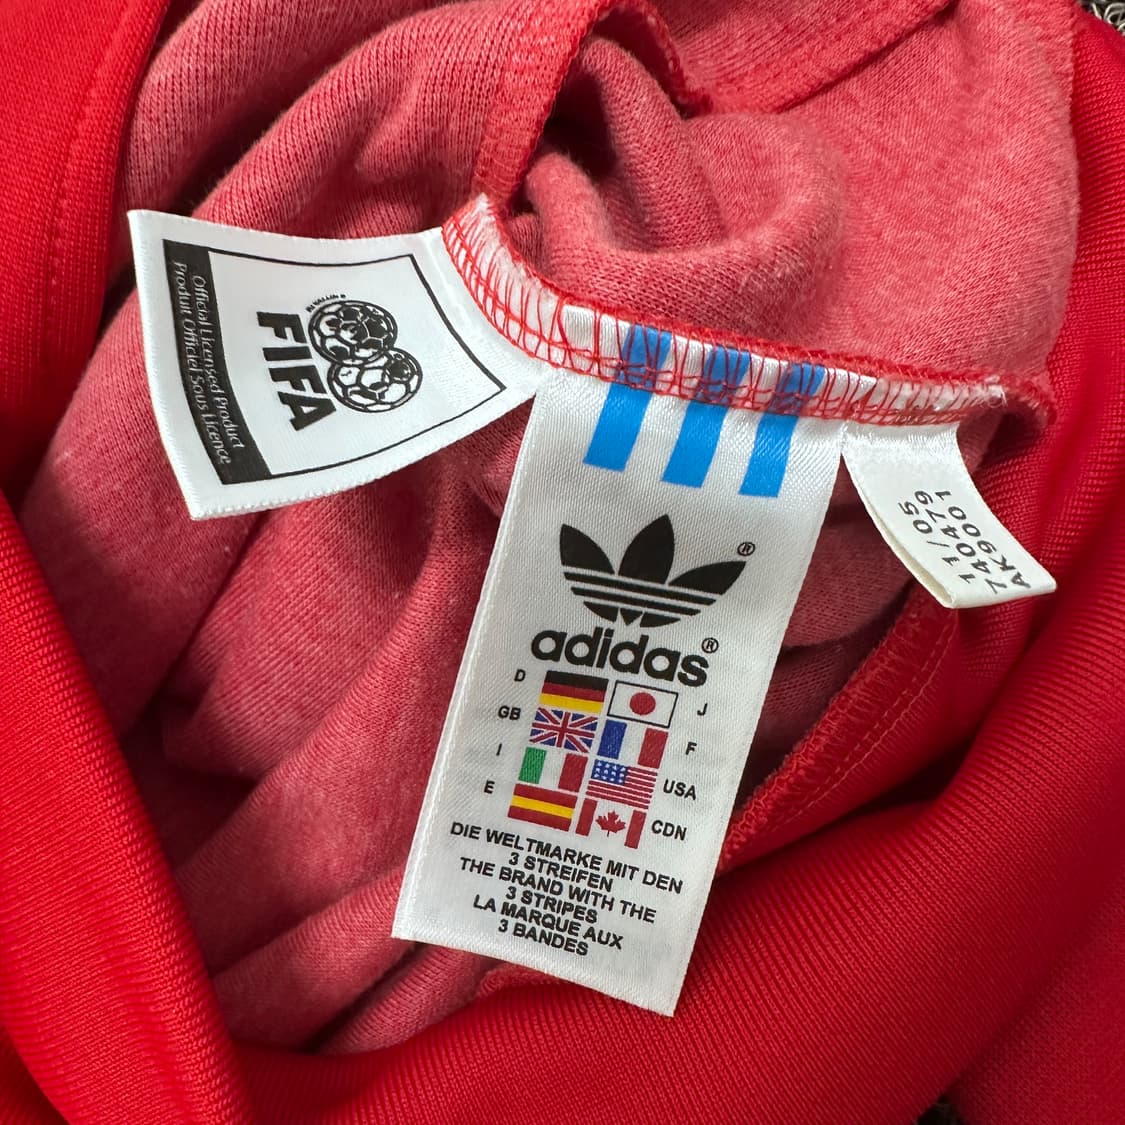 Official Licensed Product
Produit Officiel Sous Licence
FIFA
®
adidas®
D
J
GB
F
I
USA
E
CDN
DIE WELTMARKE MIT DEN
3 STREIFEN
THE BRAND WITH THE
3 STRIPES
LA MARQUE AUX
3 BANDES
11/05
740479
AK9001